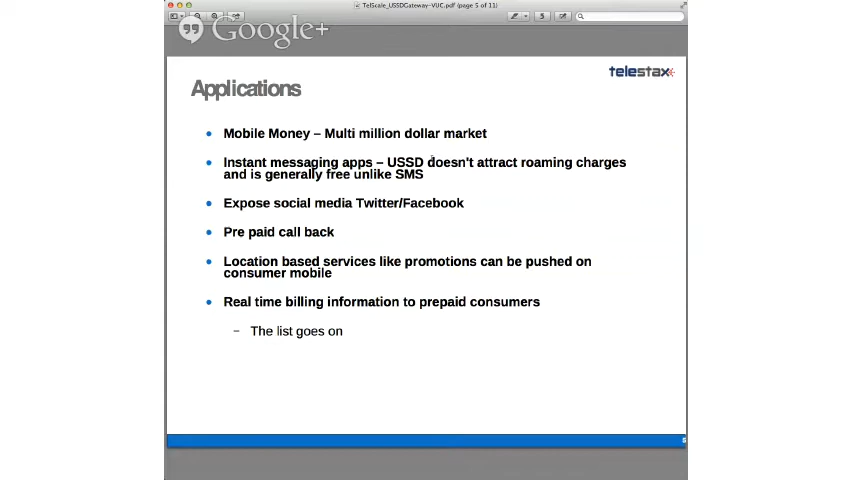 TelScale_USSDGateway-VUC.pdf (page 5 of 11)
Google+
telestax
Applications
• Mobile Money – Multi million dollar market
• Instant messaging apps – USSD doesn't attract roaming charges
and is generally free unlike SMS
• Expose social media Twitter/Facebook
• Pre paid call back
• Location based services like promotions can be pushed on
consumer mobile
• Real time billing information to prepaid consumers
– The list goes on
5